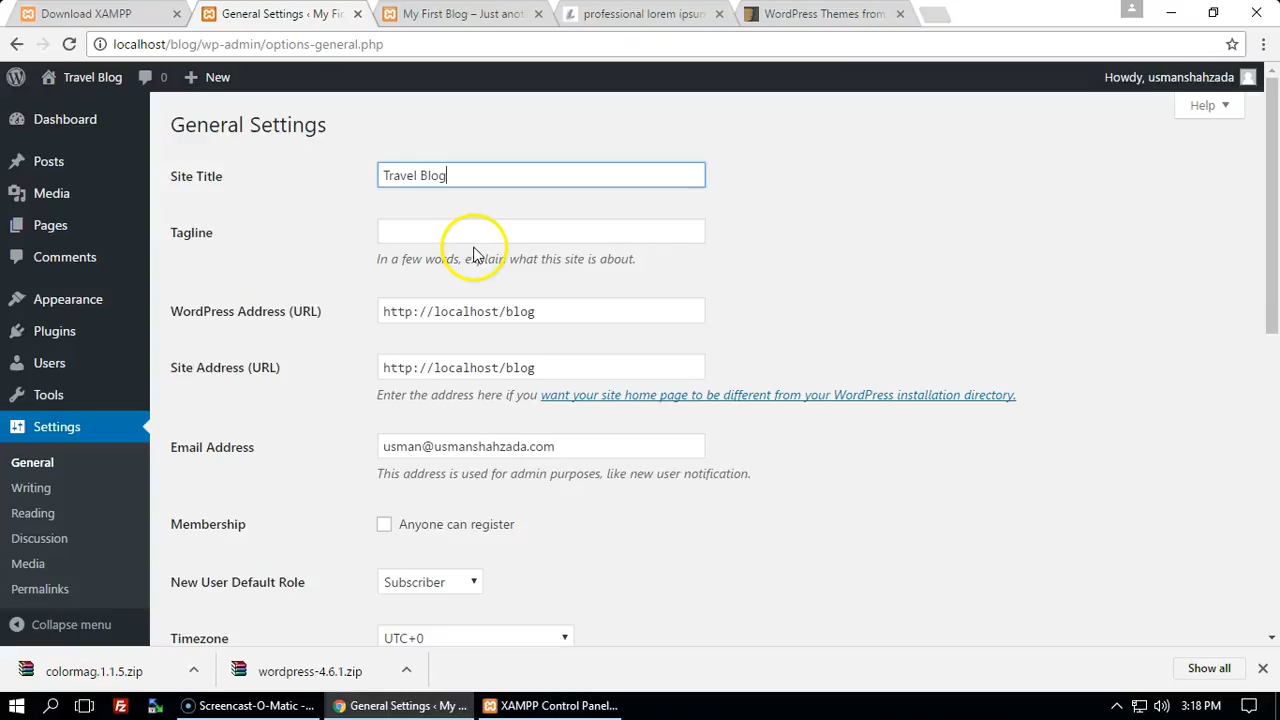 Download XAMPP
General Settings ‹ My Fi
My First Blog – Just anot
professional lorem ipsum
WordPress Themes from
localhost/blog/wp-admin/options-general.php
Travel Blog
0
New
Howdy, usmanshahzada
Help
Dashboard
Posts
Media
Pages
Comments
Appearance
Plugins
Users
Tools
Settings
General
Writing
Reading
Discussion
Media
Permalinks
Collapse menu
General Settings
Site Title
Travel Blog
Tagline
In a few words, explain what this site is about.
WordPress Address (URL)
http://localhost/blog
Site Address (URL)
http://localhost/blog
Enter the address here if you want your site home page to be different from your WordPress installation directory.
Email Address
usman@usmanshahzada.com
This address is used for admin purposes, like new user notification.
Membership
Anyone can register
New User Default Role
Subscriber
Timezone
UTC+0
colormag.1.1.5.zip
wordpress-4.6.1.zip
Show all
Screencast-O-Matic -...
General Settings ‹ My ...
XAMPP Control Panel...
3:18 PM